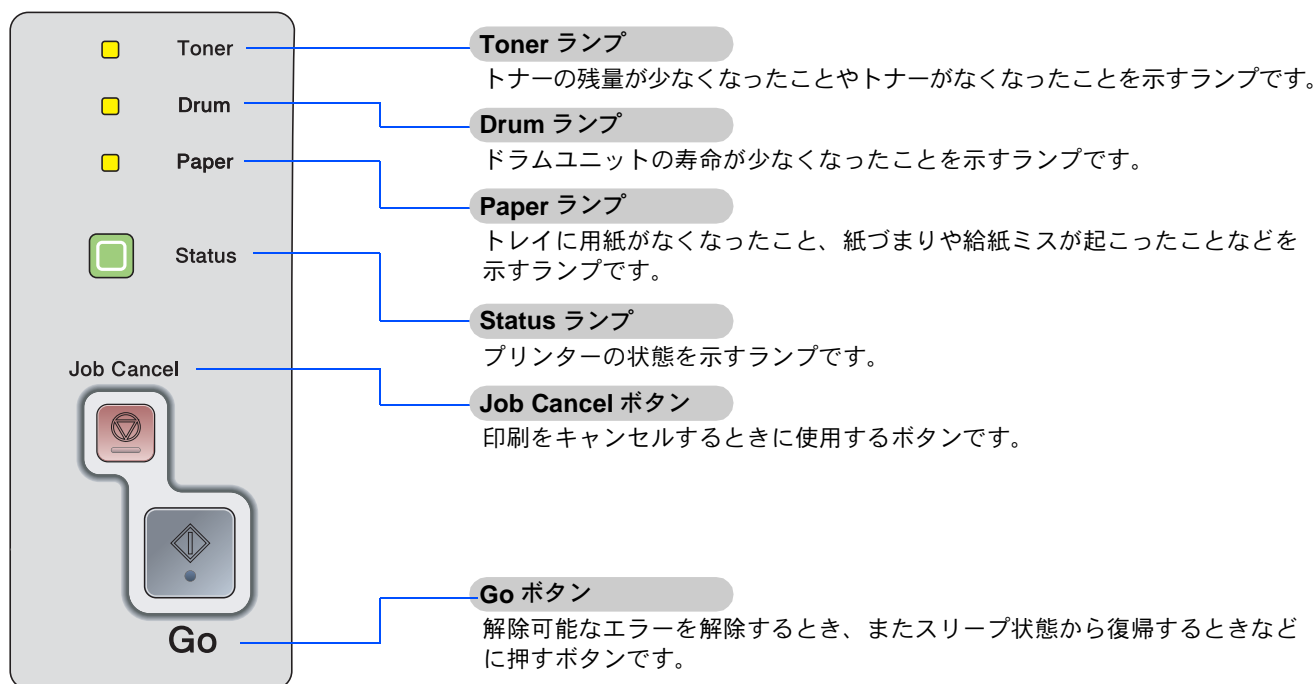 Toner
Drum
Paper
Status
Job Cancel
Go
Toner ランプ
トナーの残量が少なくなったことやトナーがなくなったことを示すランプです。
Drum ランプ
ドラムユニットの寿命が少なくなったことを示すランプです。
Paper ランプ
トレイに用紙がなくなったこと、紙づまりや給紙ミスが起こったことなどを
示すランプです。
Status ランプ
プリンターの状態を示すランプです。
Job Cancel ボタン
印刷をキャンセルするときに使用するボタンです。
Go ボタン
解除可能なエラーを解除するとき、またスリープ状態から復帰するときなど
に押すボタンです。